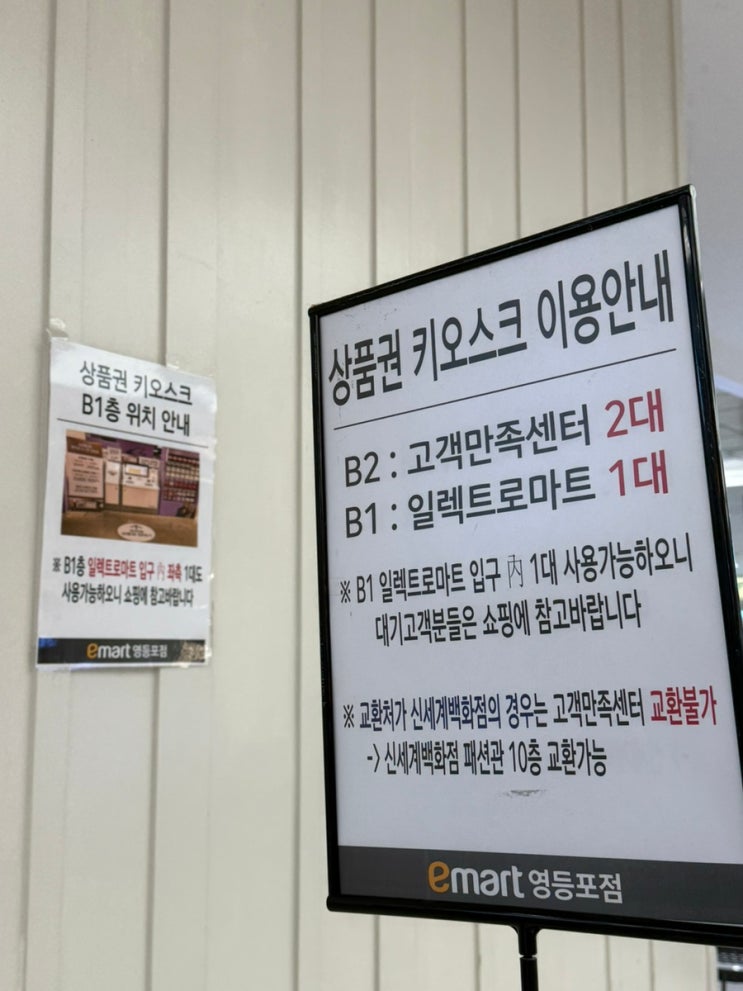 상품권 키오스크
B1층 위치 안내
※ B1층 일렉트로마트 입구 內 좌측 1대도
사용가능하오니 쇼핑에 참고바랍니다
emart 영등포점
상품권 키오스크 이용안내
B2 : 고객만족센터 2대
B1 : 일렉트로마트 1대
※ B1 일렉트로마트 입구 內 1대 사용가능하오니
대기고객분들은 쇼핑에 참고바랍니다
※ 교환처가 신세계백화점의 경우는 고객만족센터 교환불가
-> 신세계백화점 패션관 10층 교환가능
emart 영등포점